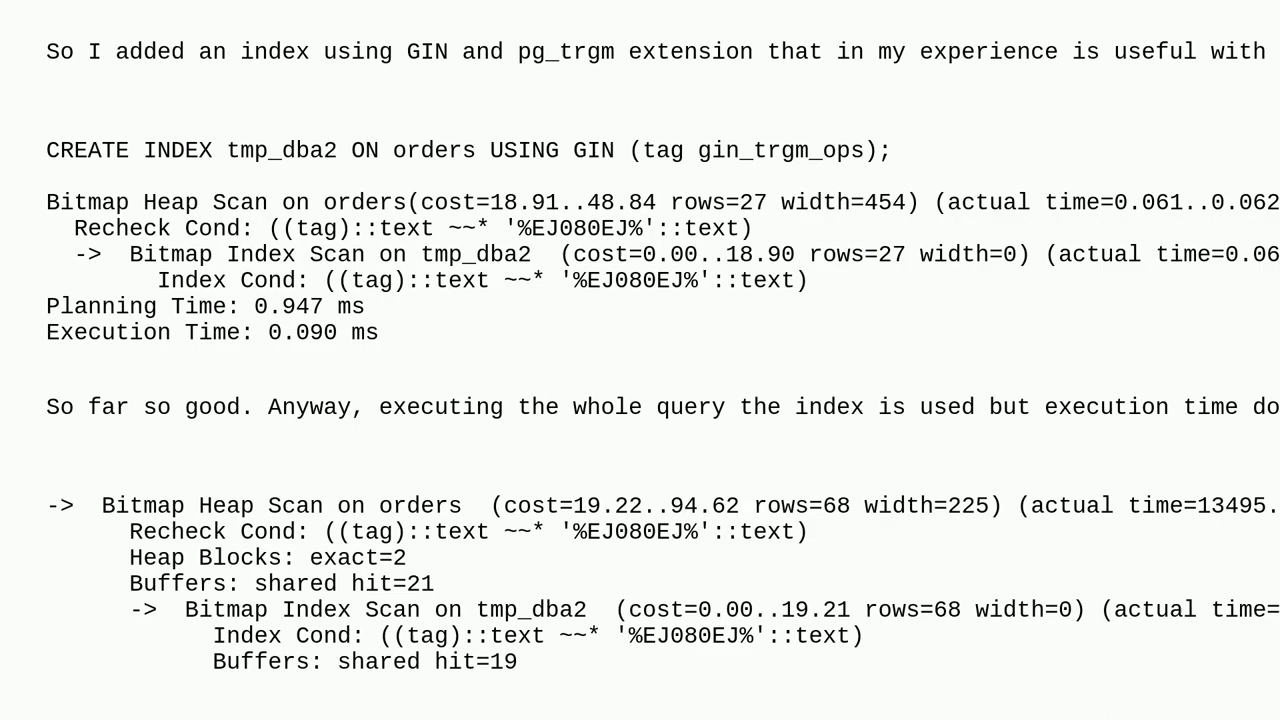 So I added an index using GIN and pg_trgm extension that in my experience is useful with
CREATE INDEX tmp_dba2 ON orders USING GIN (tag gin_trgm_ops);
Bitmap Heap Scan on orders(cost=18.91..48.84 rows=27 width=454) (actual time=0.061..0.062
Recheck Cond: ((tag)::text ~~* '%EJ080EJ%'::text)
->  Bitmap Index Scan on tmp_dba2  (cost=0.00..18.90 rows=27 width=0) (actual time=0.06
Index Cond: ((tag)::text ~~* '%EJ080EJ%'::text)
Planning Time: 0.947 ms
Execution Time: 0.090 ms
So far so good. Anyway, executing the whole query the index is used but execution time do
->  Bitmap Heap Scan on orders  (cost=19.22..94.62 rows=68 width=225) (actual time=13495.
Recheck Cond: ((tag)::text ~~* '%EJ080EJ%'::text)
Heap Blocks: exact=2
Buffers: shared hit=21
->  Bitmap Index Scan on tmp_dba2  (cost=0.00..19.21 rows=68 width=0) (actual time=
Index Cond: ((tag)::text ~~* '%EJ080EJ%'::text)
Buffers: shared hit=19